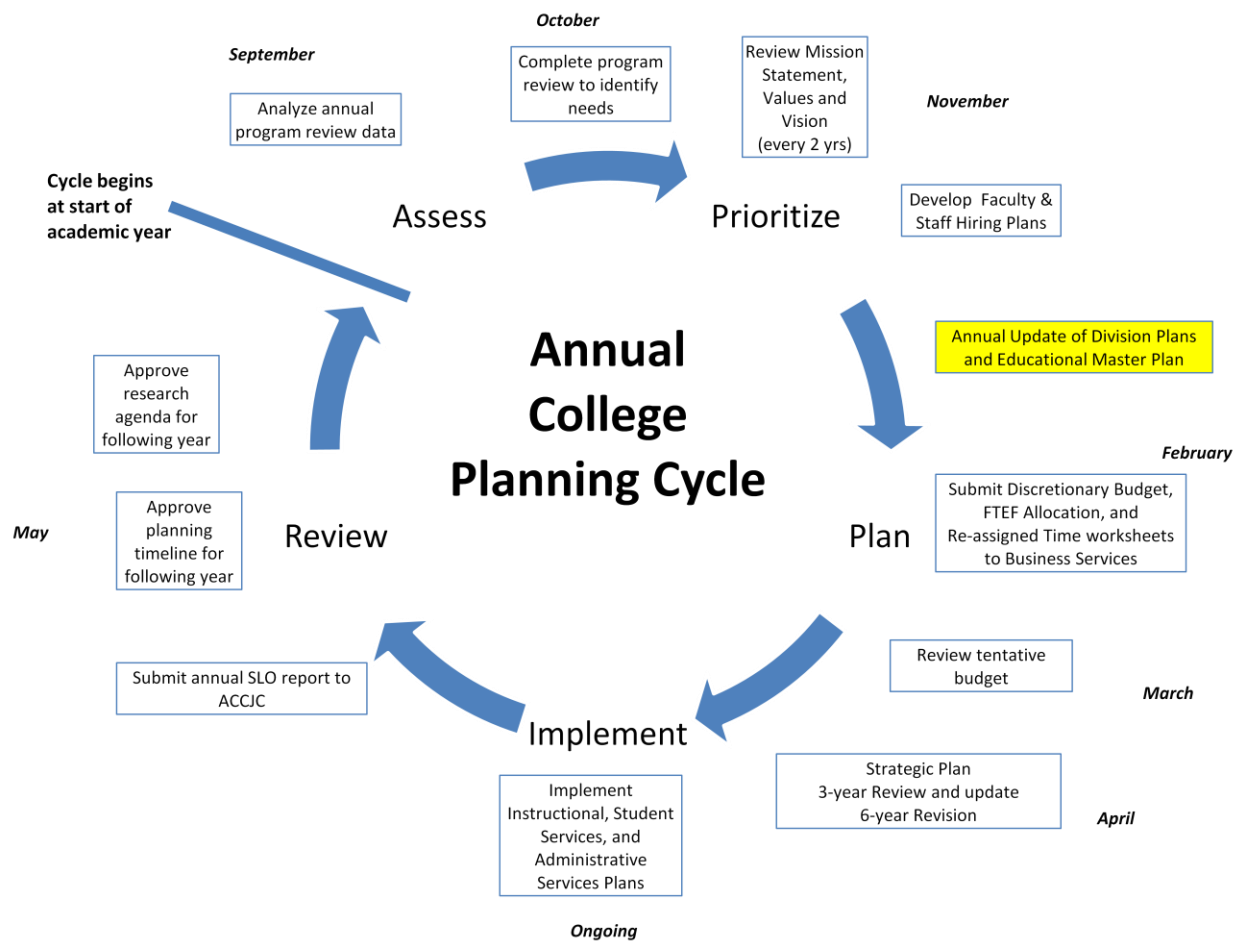 October
Complete program
review to identify
needs
September
Analyze annual
program review data
Review Mission
Statement,
Values and
Vision
(every 2 yrs)
November
Cycle begins
at start of
academic year
Assess
Prioritize
Develop Faculty &
Staff Hiring Plans
Annual
College
Planning Cycle
Annual Update of Division Plans
and Educational Master Plan
Approve
research
agenda for
following year
February
Submit Discretionary Budget,
FTEF Allocation, and
Re-assigned Time worksheets
to Business Services
May
Approve
planning
timeline for
following year
Review
Plan
Review tentative
budget
March
Submit annual SLO report to
ACCJC
Implement
Strategic Plan
3-year Review and update
6-year Revision
April
Implement
Instructional, Student
Services, and
Administrative
Services Plans
Ongoing